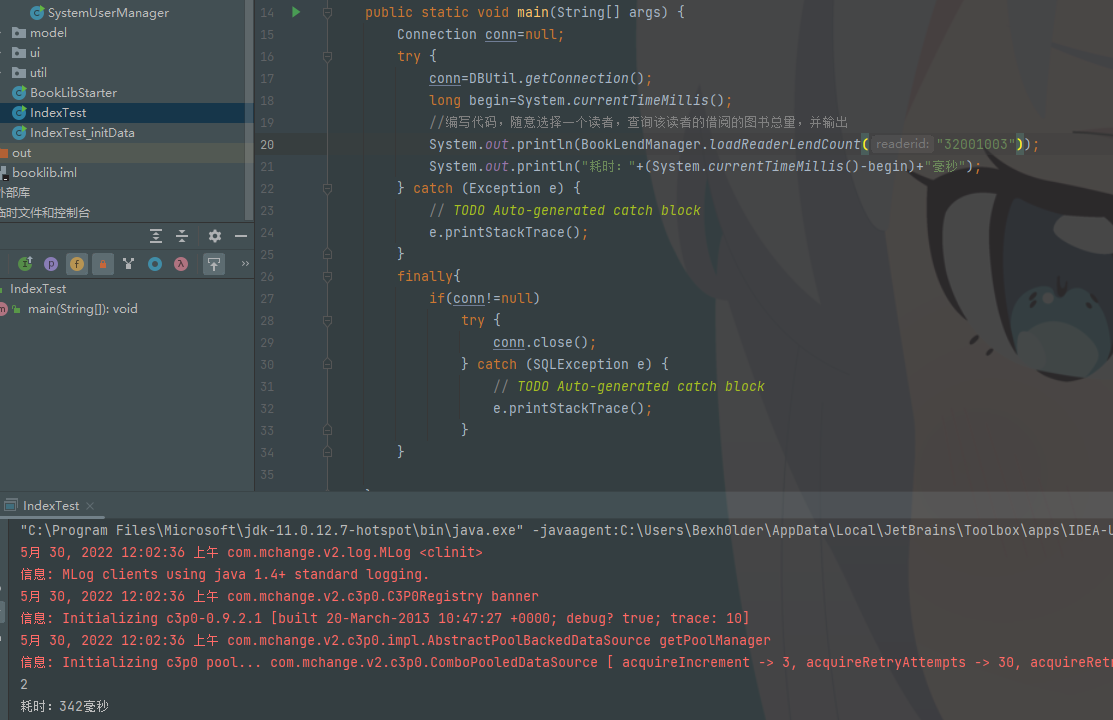 SystemUserManager
model
ui
util
BookLibStarter
IndexTest
IndexTest_initData
out
booklib.iml
外部库
临时文件和控制台
IndexTest
main(String[]): void
14 public static void main(String[] args) {
15 Connection conn=null;
16 try {
17 conn=DBUtil.getConnection();
18 long begin=System.currentTimeMillis();
19 //编写代码，随意选择一个读者，查询该读者的借阅的图书总量，并输出
20 System.out.println(BookLendManager.loadReaderLendCount( readerid: "32001003"));
21 System.out.println("耗时："+(System.currentTimeMillis()-begin)+"毫秒");
22 } catch (Exception e) {
23 // TODO Auto-generated catch block
24 e.printStackTrace();
25 }
26 finally{
27 if(conn!=null)
28 try {
29 conn.close();
30 } catch (SQLException e) {
31 // TODO Auto-generated catch block
32 e.printStackTrace();
33 }
34 }
35
IndexTest
"C:\Program Files\Microsoft\jdk-11.0.12.7-hotspot\bin\java.exe" -javaagent:C:\Users\Bexh0lder\AppData\Local\JetBrains\Toolbox\apps\IDEA-U
5月 30, 2022 12:02:36 上午 com.mchange.v2.log.MLog <clinit>
信息: MLog clients using java 1.4+ standard logging.
5月 30, 2022 12:02:36 上午 com.mchange.v2.c3p0.C3P0Registry banner
信息: Initializing c3p0-0.9.2.1 [built 20-March-2013 10:47:27 +0000; debug? true; trace: 10]
5月 30, 2022 12:02:36 上午 com.mchange.v2.c3p0.impl.AbstractPoolBackedDataSource getPoolManager
信息: Initializing c3p0 pool... com.mchange.v2.c3p0.ComboPooledDataSource [ acquireIncrement -> 3, acquireRetryAttempts -> 30, acquireRetr
2
耗时：342毫秒